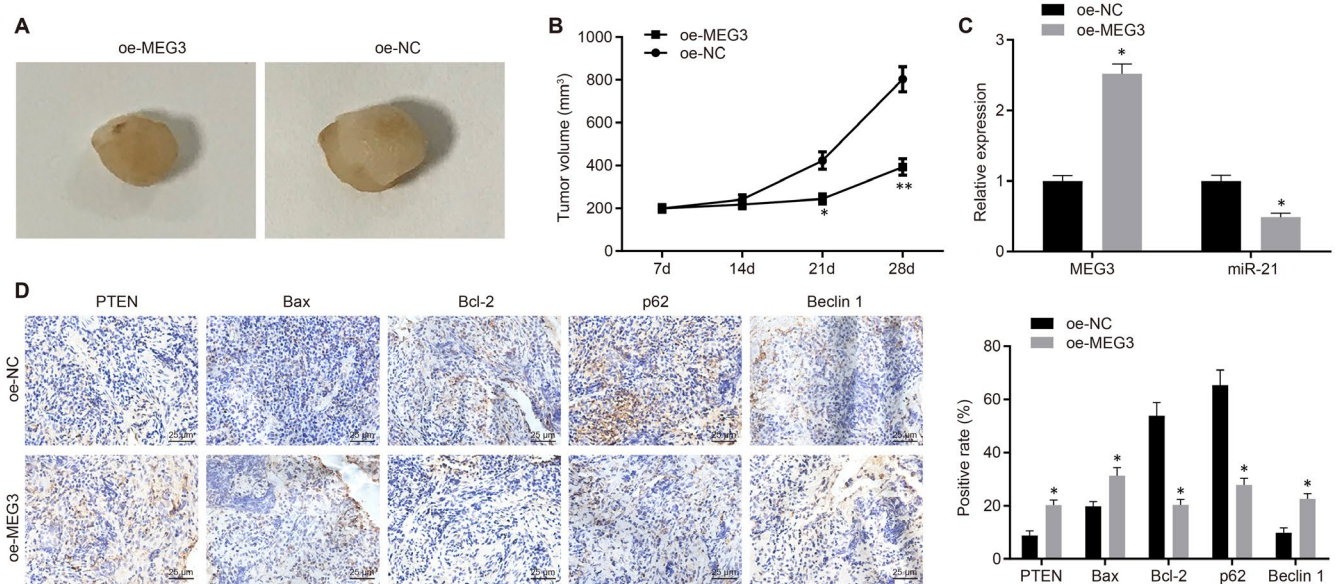 A
oe-MEG3
oe-NC
B
oe-MEG3
oe-NC
Tumor volume (mm³)
1000
800
600
400
200
0
7d
14d
21d
28d
*
**
C
oe-NC
oe-MEG3
Relative expression
3
2
1
0
*
*
MEG3
miR-21
D
PTEN
Bax
Bcl-2
p62
Beclin 1
oe-NC
25 µm
25 µm
25 µm
25 µm
25 µm
oe-MEG3
25 µm
25 µm
25 µm
25 µm
25 µm
oe-NC
oe-MEG3
Positive rate (%)
80
60
40
20
0
*
*
*
*
*
PTEN
Bax
Bcl-2
p62
Beclin 1